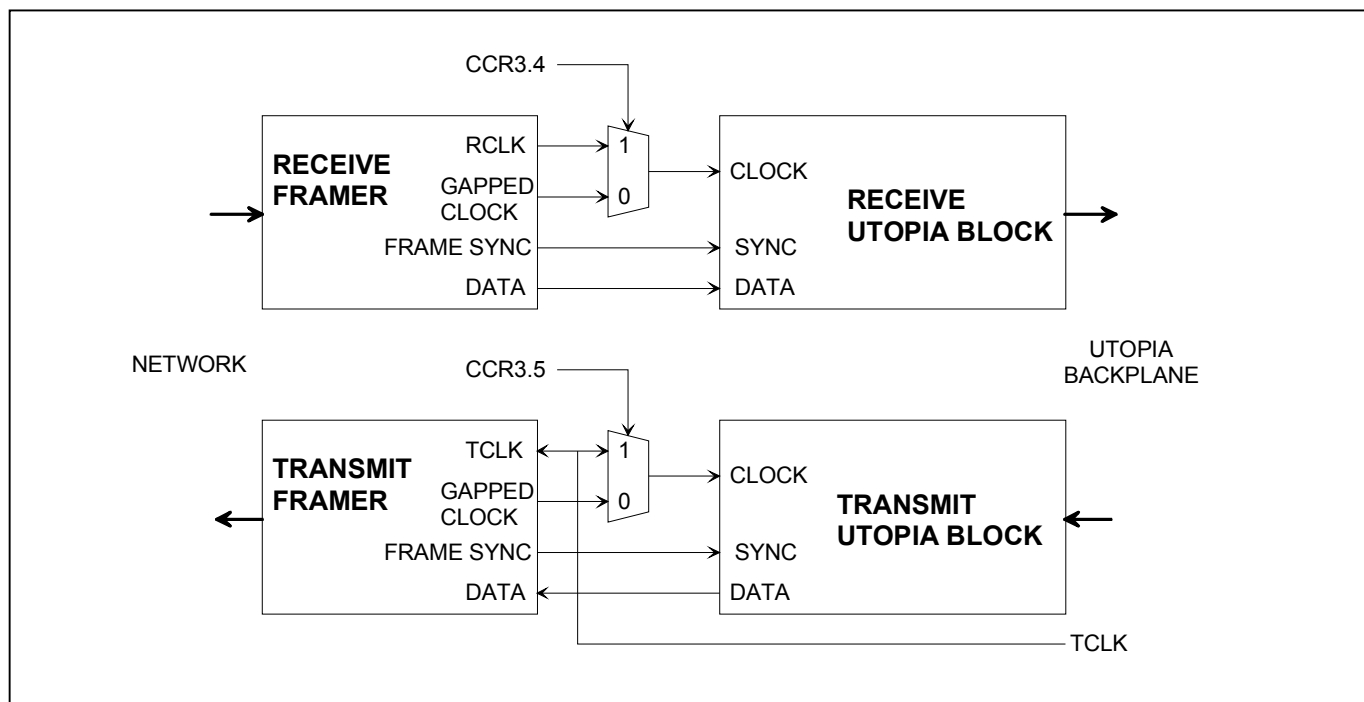 CCR3.4
RECEIVE
FRAMER
RCLK
GAPPED
CLOCK
FRAME SYNC
DATA
1
0
CLOCK
SYNC
DATA
RECEIVE
UTOPIA BLOCK
NETWORK
CCR3.5
UTOPIA
BACKPLANE
TRANSMIT
FRAMER
TCLK
GAPPED
CLOCK
FRAME SYNC
DATA
1
0
CLOCK
SYNC
DATA
TRANSMIT
UTOPIA BLOCK
TCLK